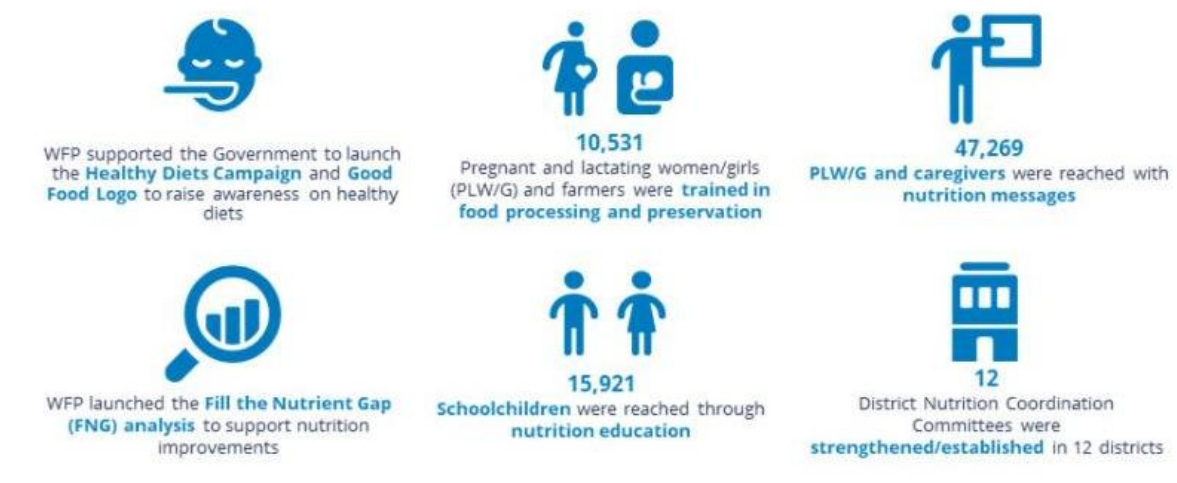 WFP supported the Government to launch
the Healthy Diets Campaign and Good
Food Logo to raise awareness on healthy
diets
10,531
Pregnant and lactating women/girls
(PLW/G) and farmers were trained in
food processing and preservation
47,269
PLW/G and caregivers were reached with
nutrition messages
WFP launched the Fill the Nutrient Gap
(FNG) analysis to support nutrition
improvements
15,921
Schoolchildren were reached through
nutrition education
12
District Nutrition Coordination
Committees were
strengthened/established in 12 districts